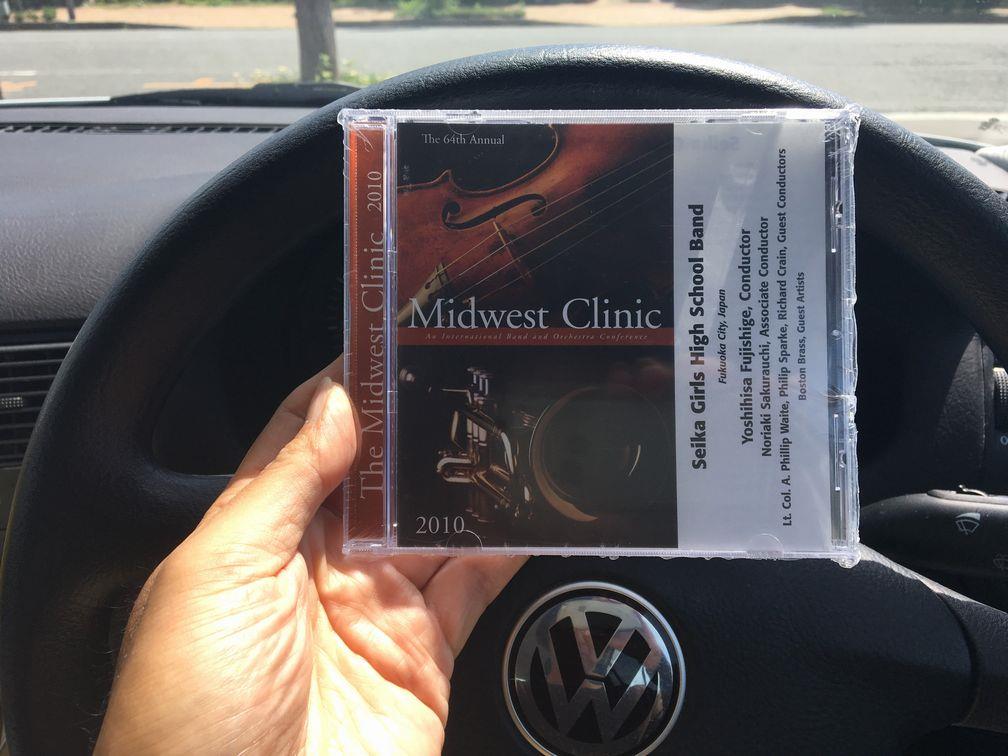 The Midwest Clinic 2010
The 64th Annual
Midwest Clinic
An International Band and Orchestra Conference
2010
Seika Girls High School Band
Fukuoka City, Japan
Yoshihisa Fujishige, Conductor
Noriaki Sakurauchi, Associate Conductor
Lt. Col. A. Phillip Waite, Philip Sparke, Richard Crain, Guest Conductors
Boston Brass, Guest Artists